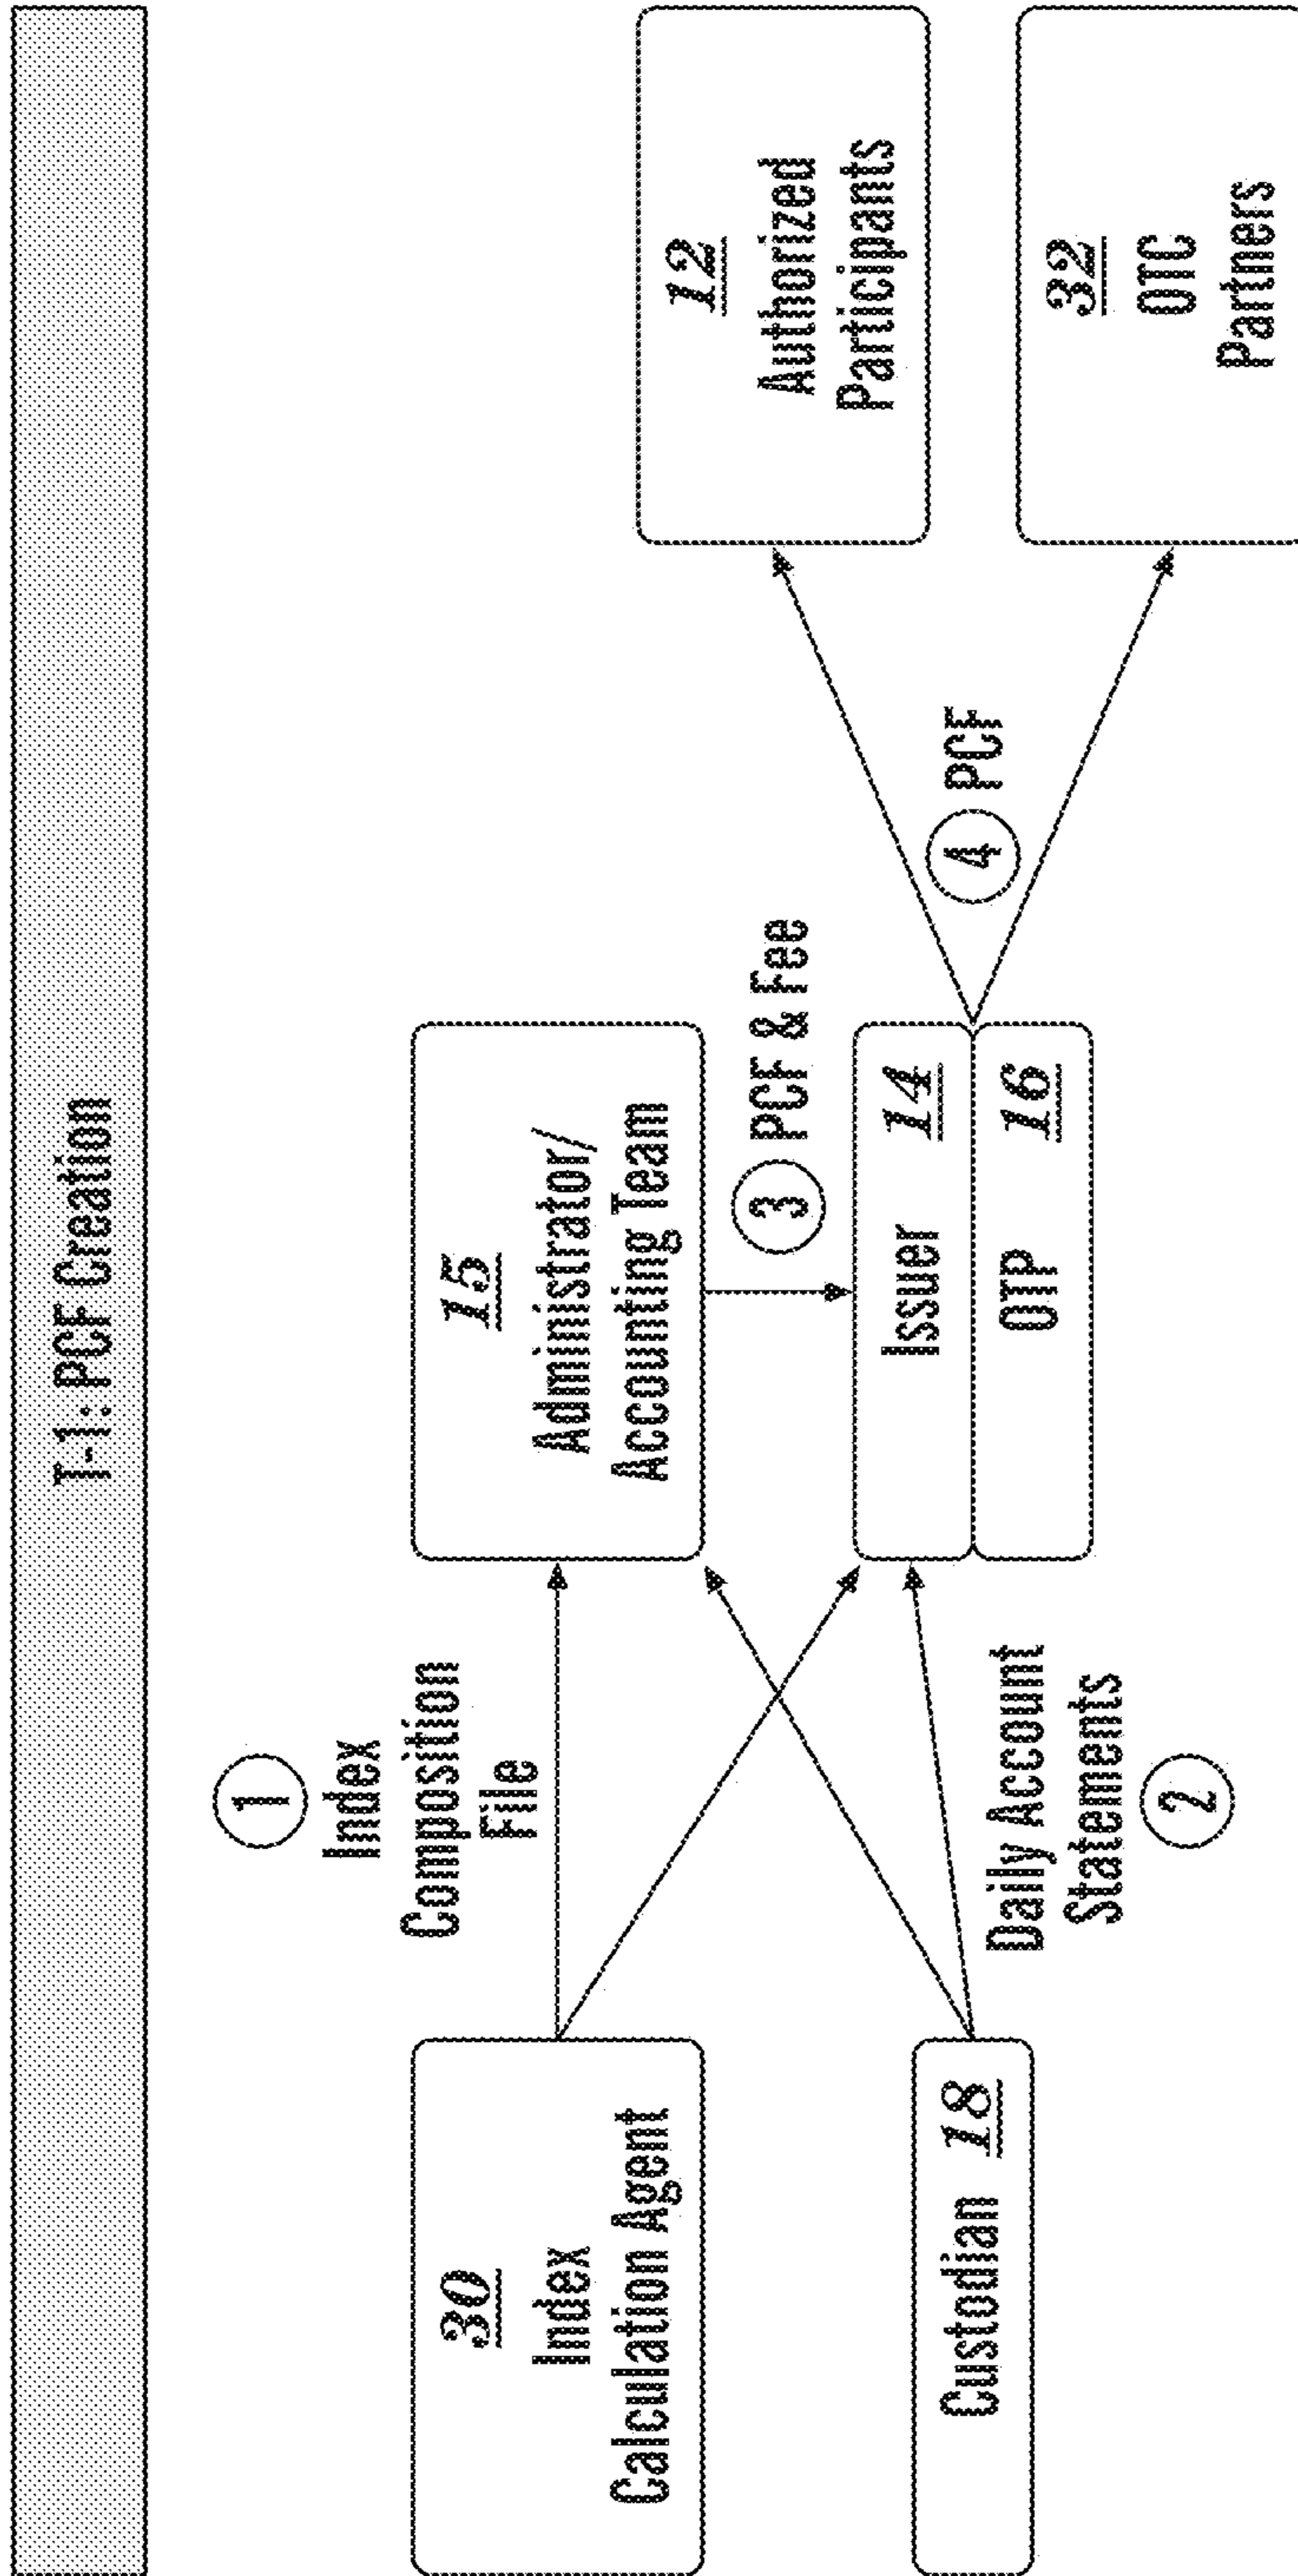 T-1: PCF Creation
1
Index
Composition
File
30
Index
Calculation Agent
15
Administrator/
Accounting Team
3 PCF & Fee
12
Authorized
Participants
Custodian 18
Daily Account
Statements
2
Issuer 14
OTP 16
4 PCF
32
OTC
Partners